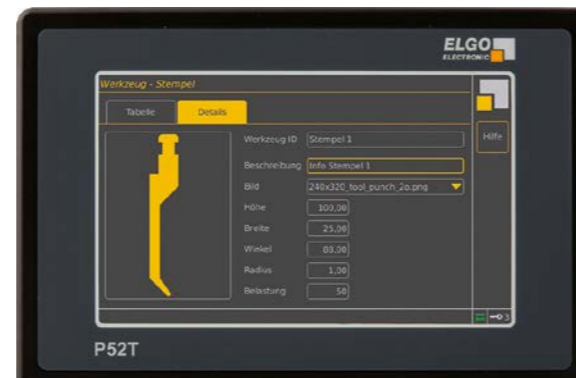 ELGO
ELECTRONIC
Werkzeug - Stempel
Tabelle Details
Hilfe
Werkzeug ID Stempel 1
Beschreibung Info Stempel 1
Bild 240x320_tool_punch_2o.png
Höhe 100,00
Breite 25,00
Winkel 88,00
Radius 1,00
Belastung 50
3
P52T